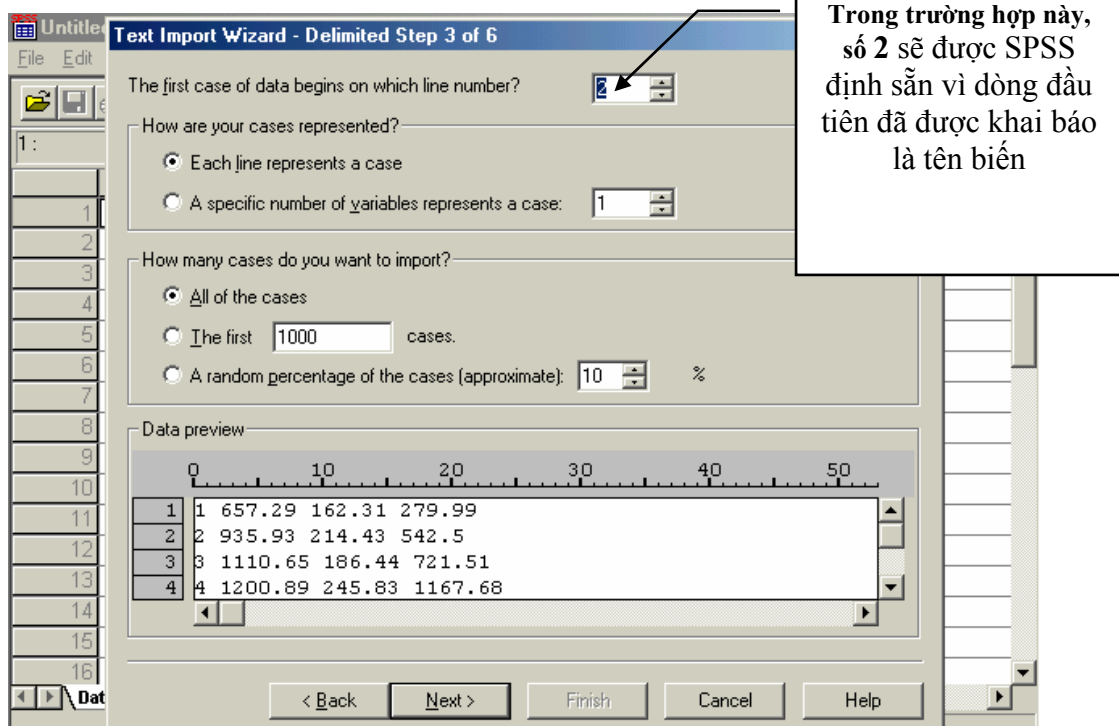 Untitle
File Edit
1 :
1
2
3
4
5
6
7
8
9
10
11
12
13
14
15
16
Dat
Text Import Wizard - Delimited Step 3 of 6
The first case of data begins on which line number? 2
How are your cases represented?
Each line represents a case
A specific number of variables represents a case: 1
How many cases do you want to import?
All of the cases
The first 1000 cases.
A random percentage of the cases (approximate): 10 %
Data preview
0 10 20 30 40 50
1 1 657.29 162.31 279.99
2 2 935.93 214.43 542.5
3 3 1110.65 186.44 721.51
4 4 1200.89 245.83 1167.68
< Back Next > Finish Cancel Help
Trong trường hợp này,
số 2 sẽ được SPSS
định sẵn vì dòng đầu
tiên đã được khai báo
là tên biến